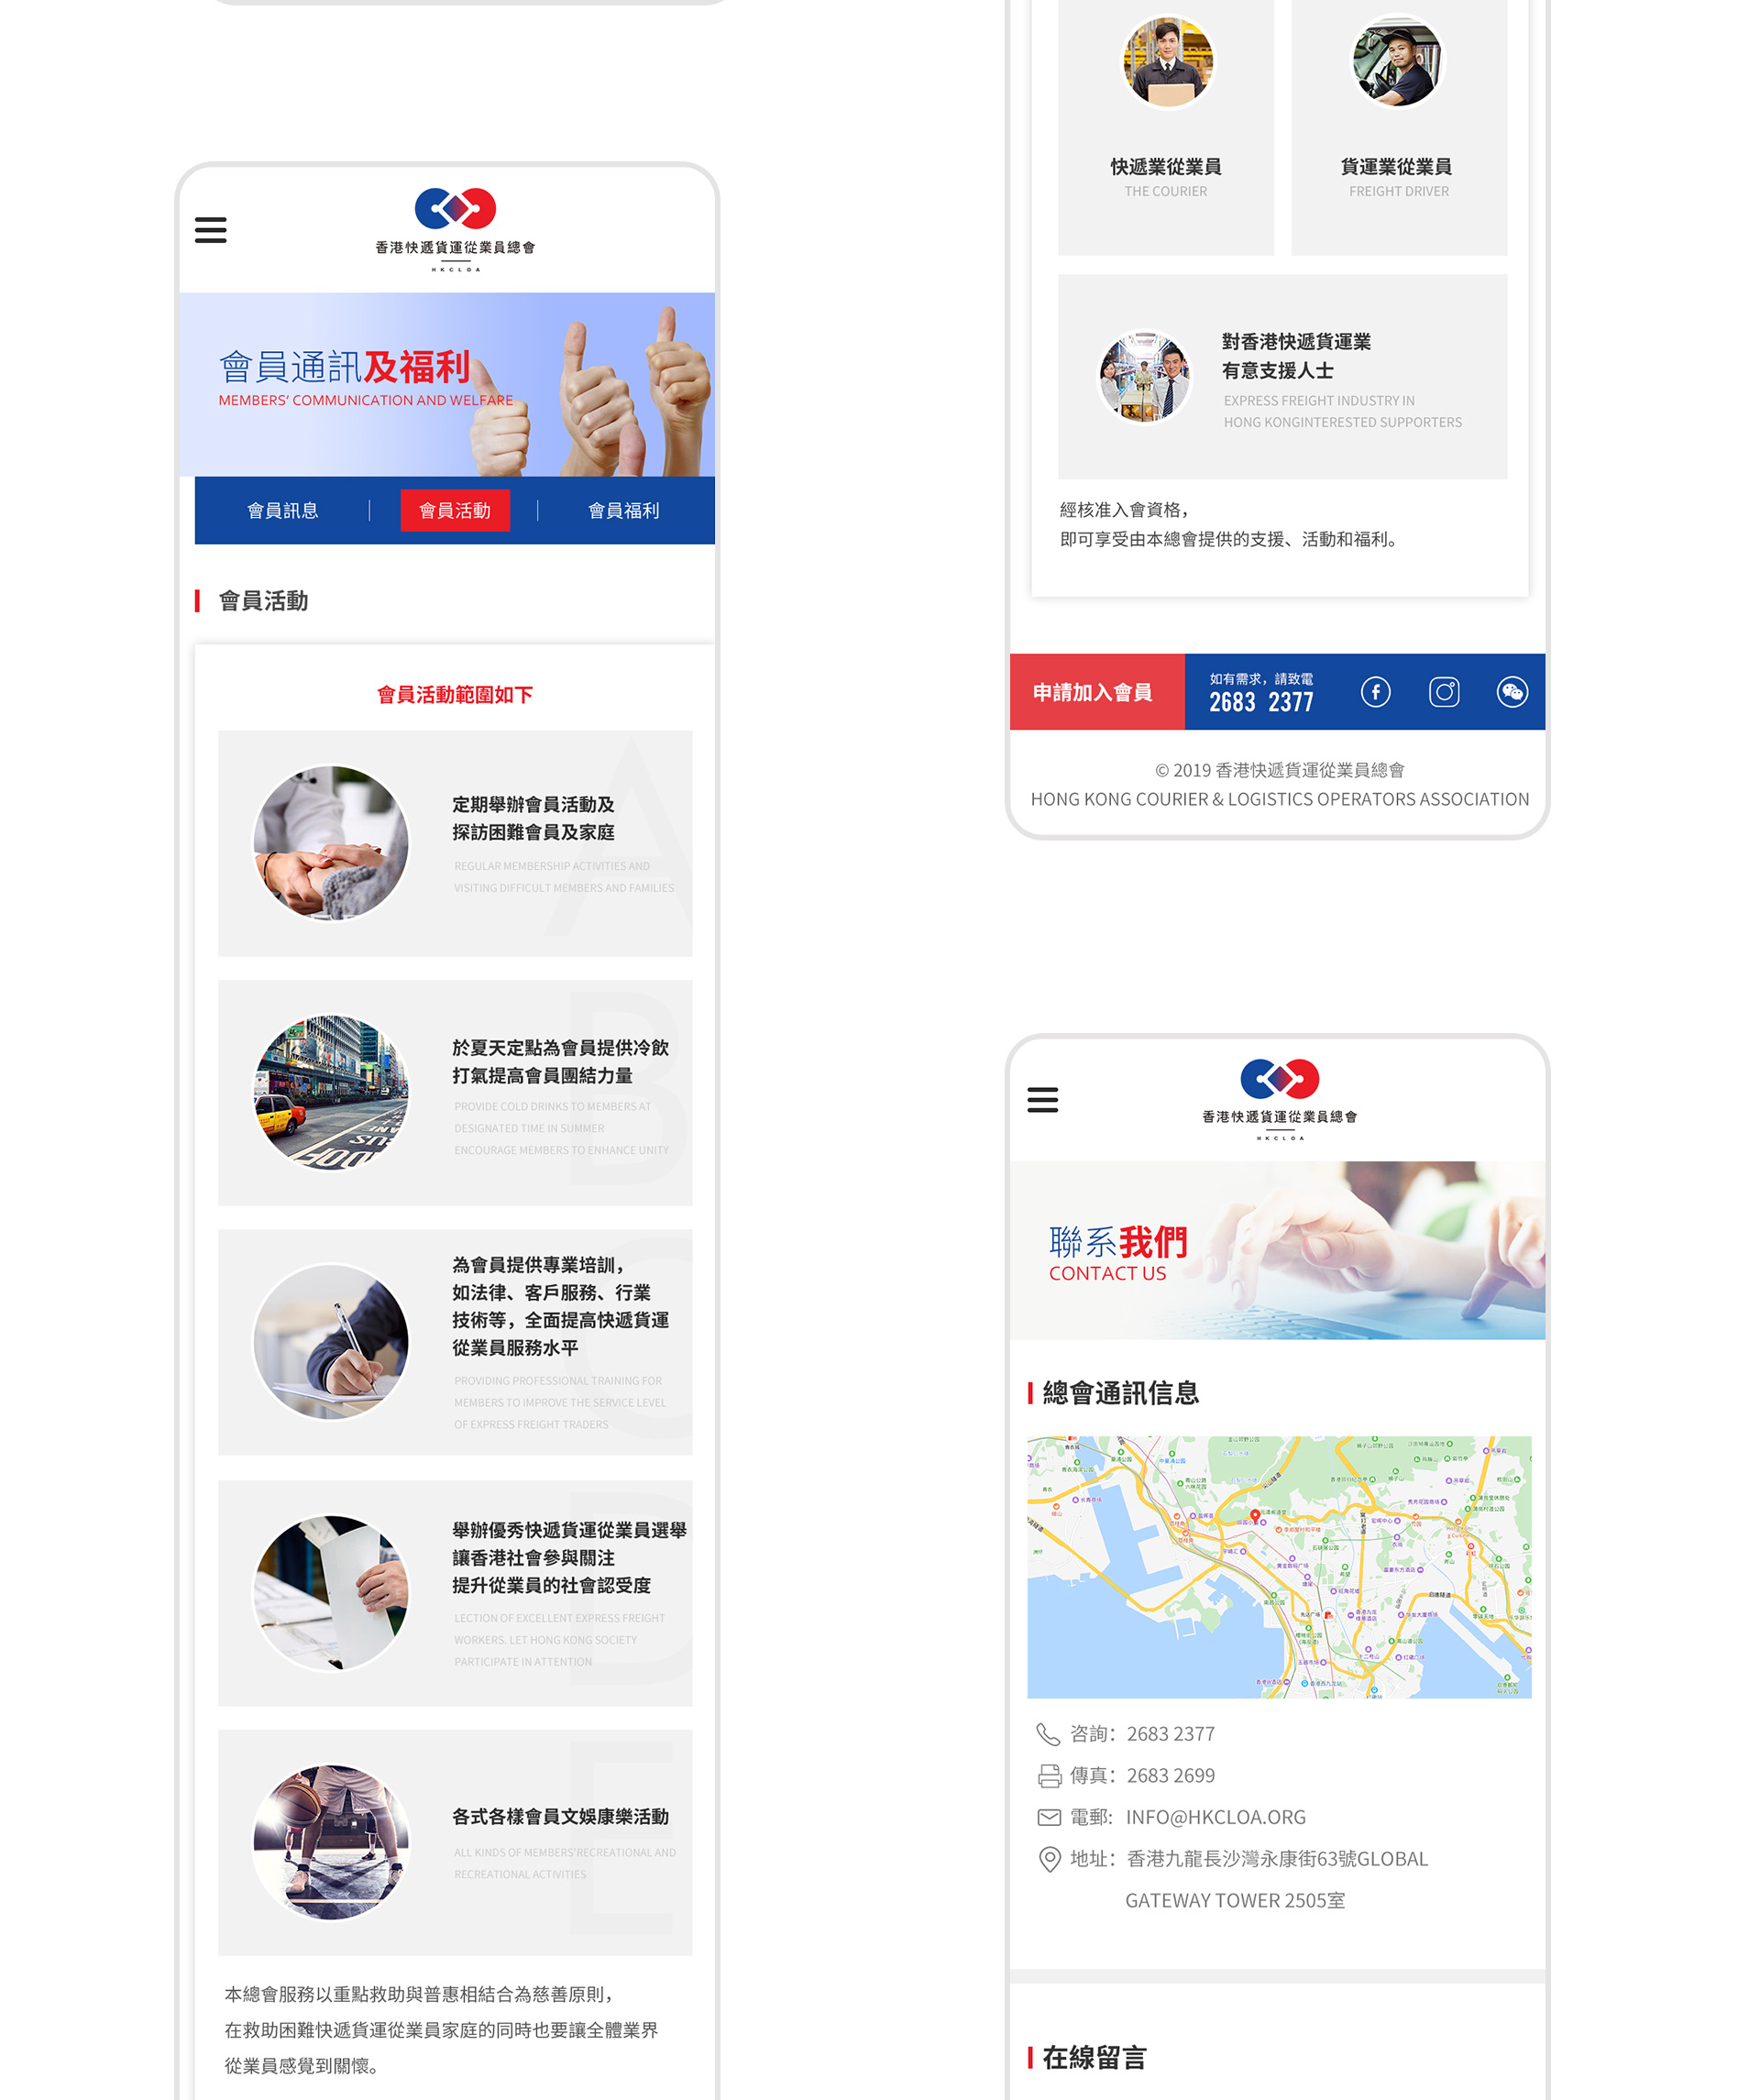 香港快遞貨運從業員總會
HKCLOA
會員通訊及福利
MEMBERS' COMMUNICATION AND WELFARE
會員訊息
會員活動
會員福利
會員活動
會員活動範圍如下
A
定期舉辦會員活動及
探訪困難會員及家庭
REGULAR MEMBERSHIP ACTIVITIES AND
VISITING DIFFICULT MEMBERS AND FAMILIES
B
於夏天定點為會員提供冷飲
打氣提高會員團結力量
PROVIDE COLD DRINKS TO MEMBERS AT
DESIGNATED TIME IN SUMMER
ENCOURAGE MEMBERS TO ENHANCE UNITY
C
為會員提供專業培訓，
如法律、客戶服務、行業
技術等，全面提高快遞貨運
從業員服務水平
PROVIDING PROFESSIONAL TRAINING FOR
MEMBERS TO IMPROVE THE SERVICE LEVEL
OF EXPRESS FREIGHT TRADERS
D
舉辦優秀快遞貨運從業員選舉
讓香港社會參與關注
提升從業員的社會認受度
LECTION OF EXCELLENT EXPRESS FREIGHT
WORKERS. LET HONG KONG SOCIETY
PARTICIPATE IN ATTENTION
E
各式各樣會員文娛康樂活動
ALL KINDS OF MEMBERS'RECREATIONAL AND
RECREATIONAL ACTIVITIES
本總會服務以重點救助與普惠相結合為慈善原則，
在救助困難快遞貨運從業員家庭的同時也要讓全體業界
從業員感覺到關懷。
快遞業從業員
THE COURIER
貨運業從業員
FREIGHT DRIVER
對香港快遞貨運業
有意支援人士
EXPRESS FREIGHT INDUSTRY IN
HONG KONGINTERESTED SUPPORTERS
經核准入會資格，
即可享受由本總會提供的支援、活動和福利。
申請加入會員
如有需求，請致電
2683 2377
© 2019 香港快遞貨運從業員總會
HONG KONG COURIER & LOGISTICS OPERATORS ASSOCIATION
香港快遞貨運從業員總會
HKCLOA
聯系我們
CONTACT US
總會通訊信息
咨詢：2683 2377
傳真：2683 2699
電郵: INFO@HKCLOA.ORG
地址：香港九龍長沙灣永康街63號GLOBAL
GATEWAY TOWER 2505室
在線留言